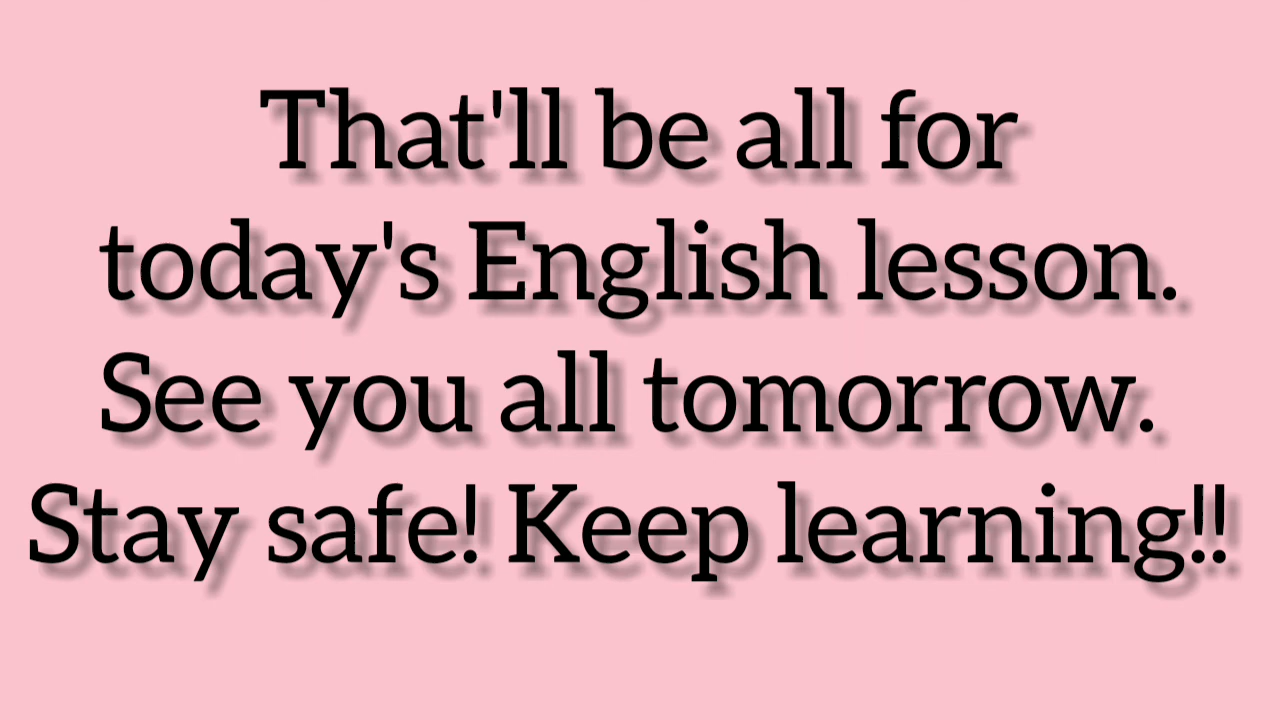 That'll be all for
today's English lesson.
See you all tomorrow.
Stay safe! Keep learning!!